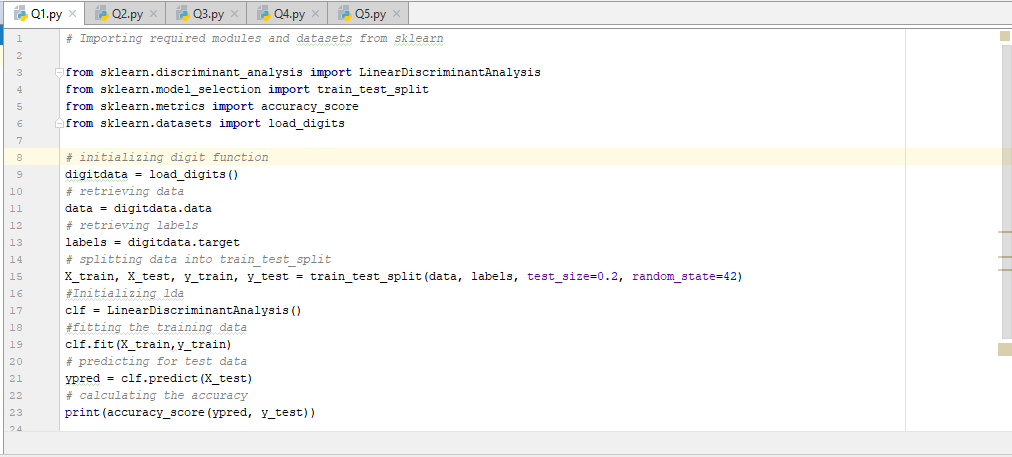 Q1.py Q2.py Q3.py Q4.py Q5.py
1 # Importing required modules and datasets from sklearn
2
3 from sklearn.discriminant_analysis import LinearDiscriminantAnalysis
4 from sklearn.model_selection import train_test_split
5 from sklearn.metrics import accuracy_score
6 from sklearn.datasets import load_digits
7
8 # initializing digit function
9 digitdata = load_digits()
10 # retrieving data
11 data = digitdata.data
12 # retrieving labels
13 labels = digitdata.target
14 # splitting data into train_test_split
15 X_train, X_test, y_train, y_test = train_test_split(data, labels, test_size=0.2, random_state=42)
16 #Initializing lda
17 clf = LinearDiscriminantAnalysis()
18 #fitting the training data
19 clf.fit(X_train,y_train)
20 # predicting for test data
21 ypred = clf.predict(X_test)
22 # calculating the accuracy
23 print(accuracy_score(ypred, y_test))
24